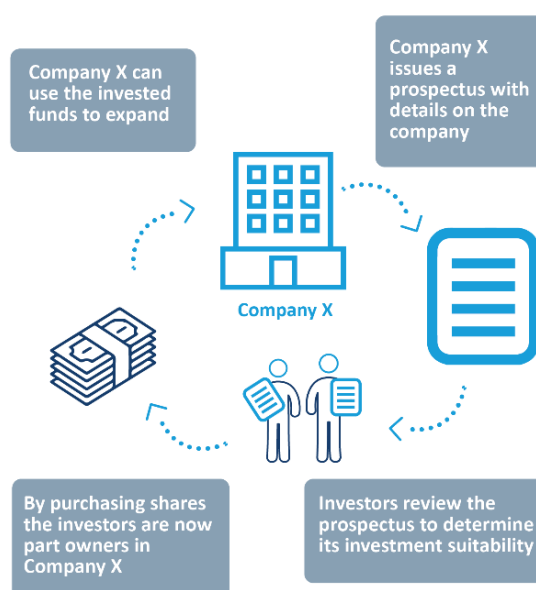 Company X can
use the invested
funds to expand
Company X
issues a
prospectus with
details on the
company
Company X
Investors review the
prospectus to determine
its investment suitability
By purchasing shares
the investors are now
part owners in
Company X